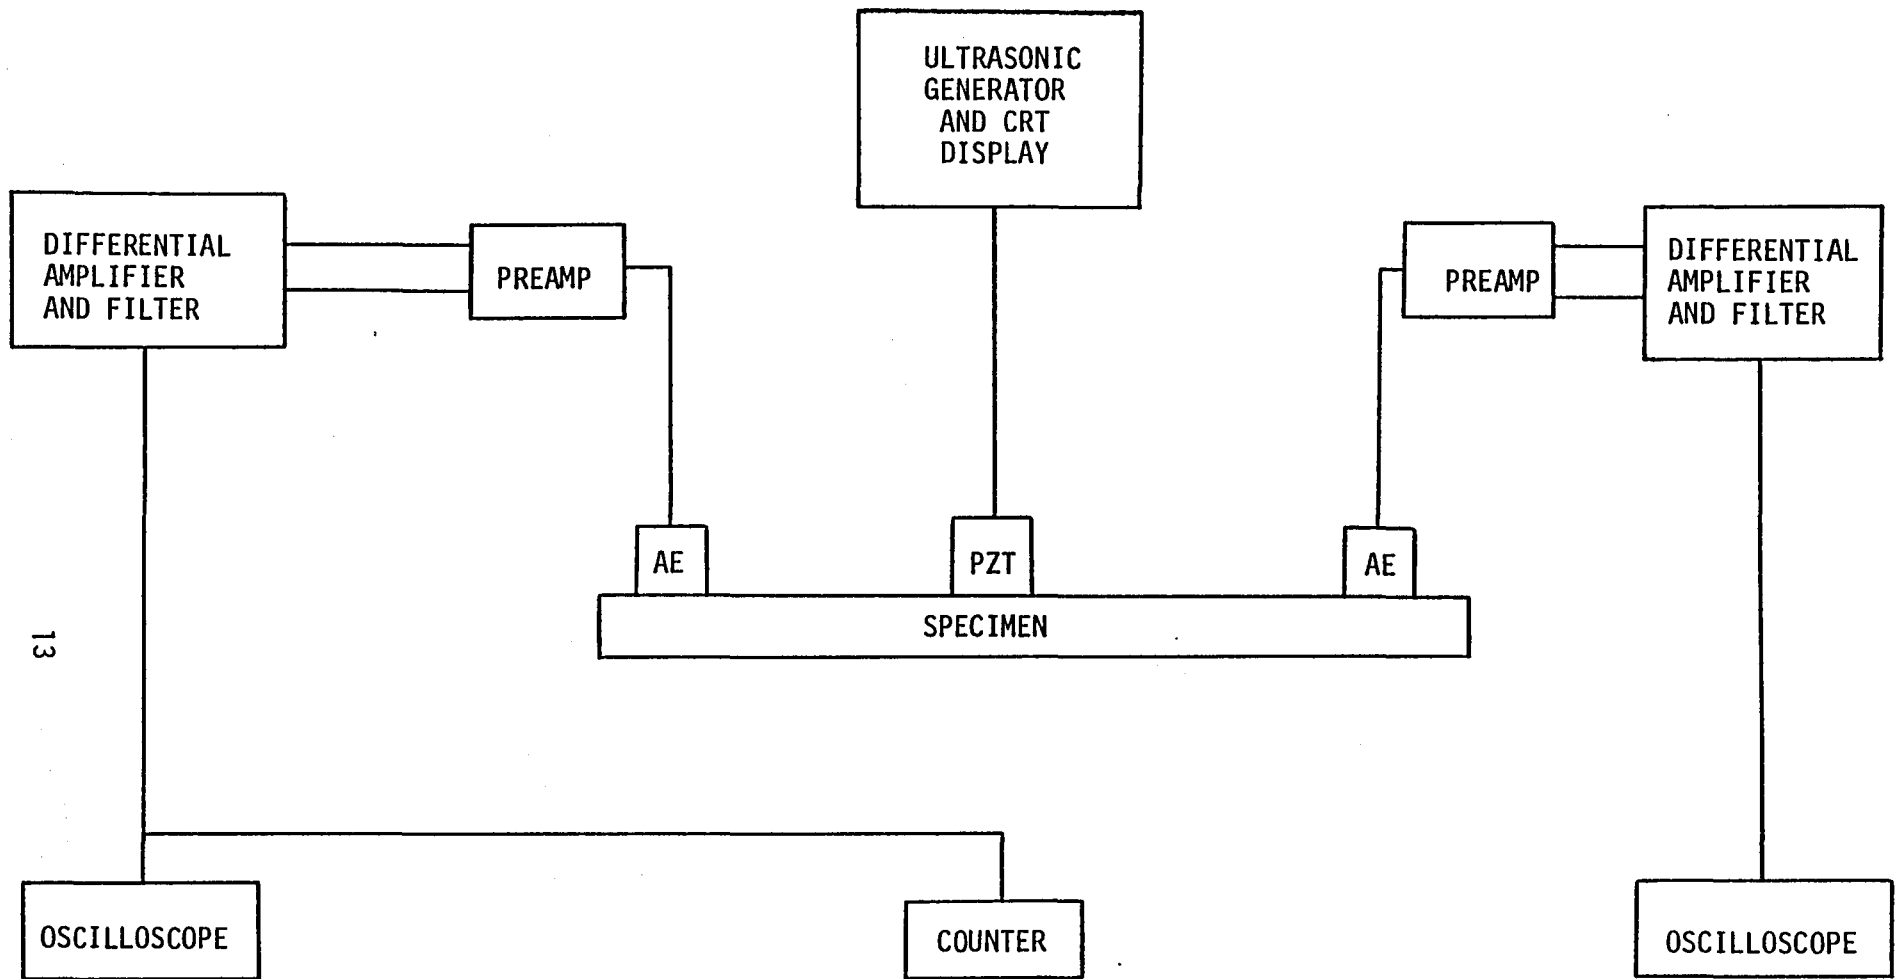 ULTRASONIC
GENERATOR
AND CRT
DISPLAY
DIFFERENTIAL
AMPLIFIER
AND FILTER
PREAMP
PREAMP
DIFFERENTIAL
AMPLIFIER
AND FILTER
AE
PZT
AE
SPECIMEN
13
OSCILLOSCOPE
COUNTER
OSCILLOSCOPE